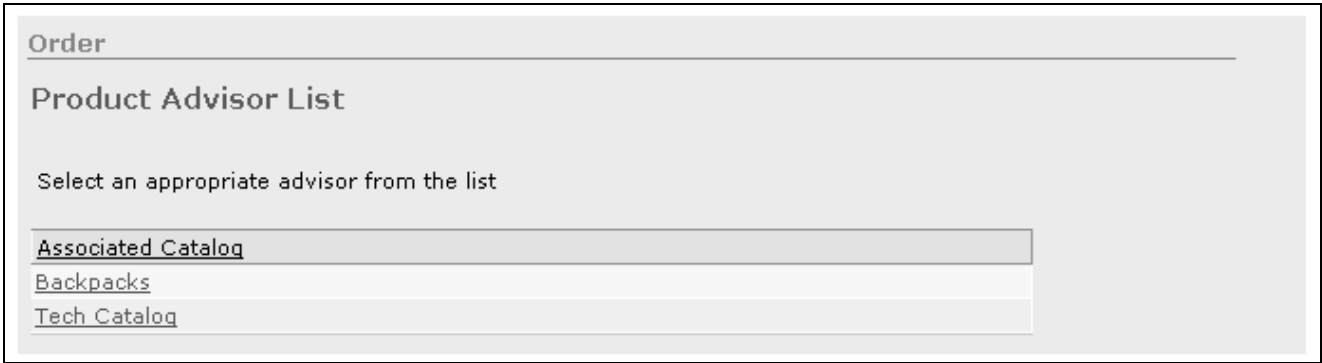 Order
Product Advisor List
Select an appropriate advisor from the list
Associated Catalog
Backpacks
Tech Catalog